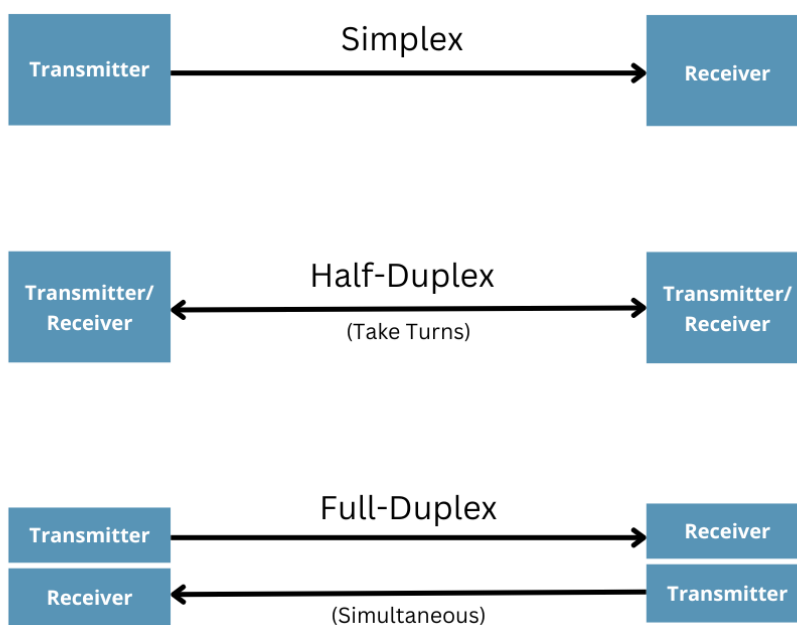 Simplex
Transmitter
Receiver
Half-Duplex
Transmitter/
Receiver
(Take Turns)
Transmitter/
Receiver
Full-Duplex
Transmitter
Receiver
Receiver
Transmitter
(Simultaneous)